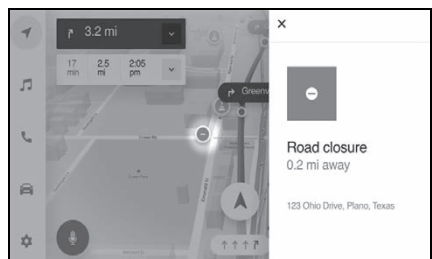 3.2 mi
17 min
2.5 mi
2:05 pm
Greenv
Road closure
0.2 mi away
123 Ohio Drive, Plano, Texas